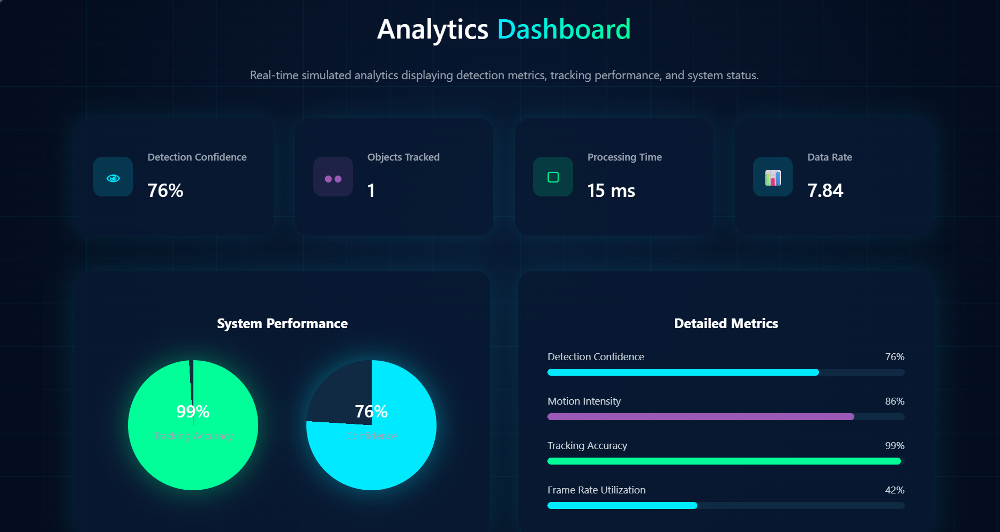 Analytics Dashboard
Real-time simulated analytics displaying detection metrics, tracking performance, and system status.
Detection Confidence
76%
Objects Tracked
1
Processing Time
15 ms
Data Rate
7.84
System Performance
99%
Tracking Accuracy
76%
Confidence
Detailed Metrics
Detection Confidence 76%
Motion Intensity 86%
Tracking Accuracy 99%
Frame Rate Utilization 42%